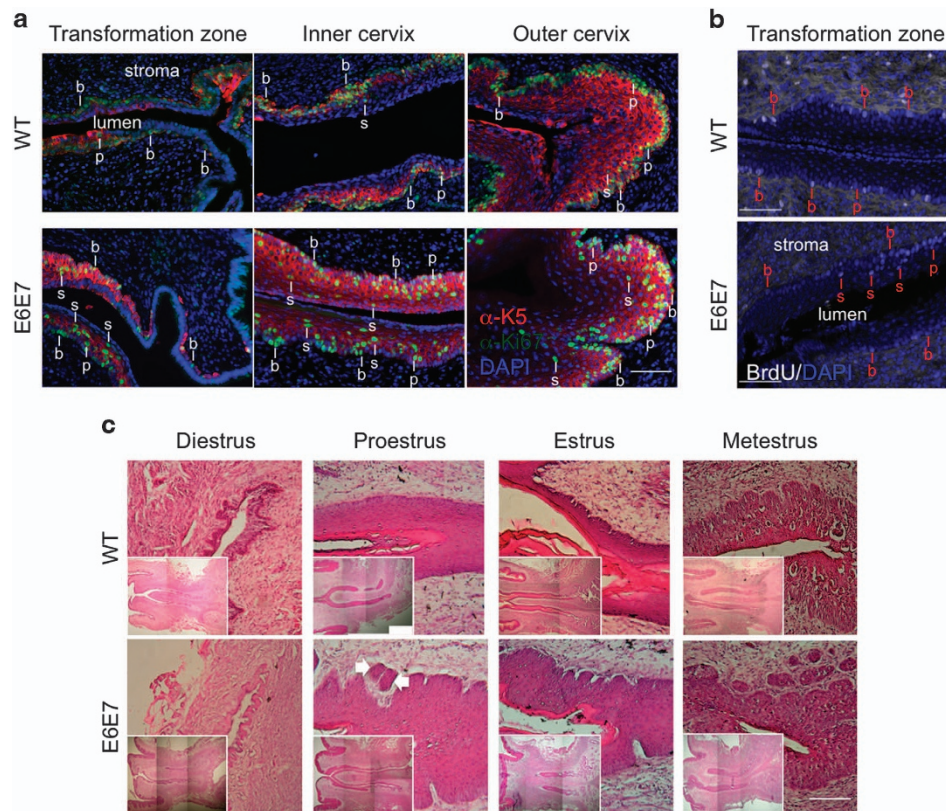 a
Transformation zone
Inner cervix
Outer cervix
WT
stroma
b
lumen
p
b
b
b
s
b
p
b
p
s
b
p
E6E7
b
s
s
b
p
b
b
p
s
s
b
s
p
p
s
b
s
b
α-K5
α-Ki67
DAPI
b
Transformation zone
WT
b
b
b
b
b
p
E6E7
stroma
b
b
p
s
s
s
lumen
b
b
BrdU/DAPI
c
Diestrus
Proestrus
Estrus
Metestrus
WT
E6E7